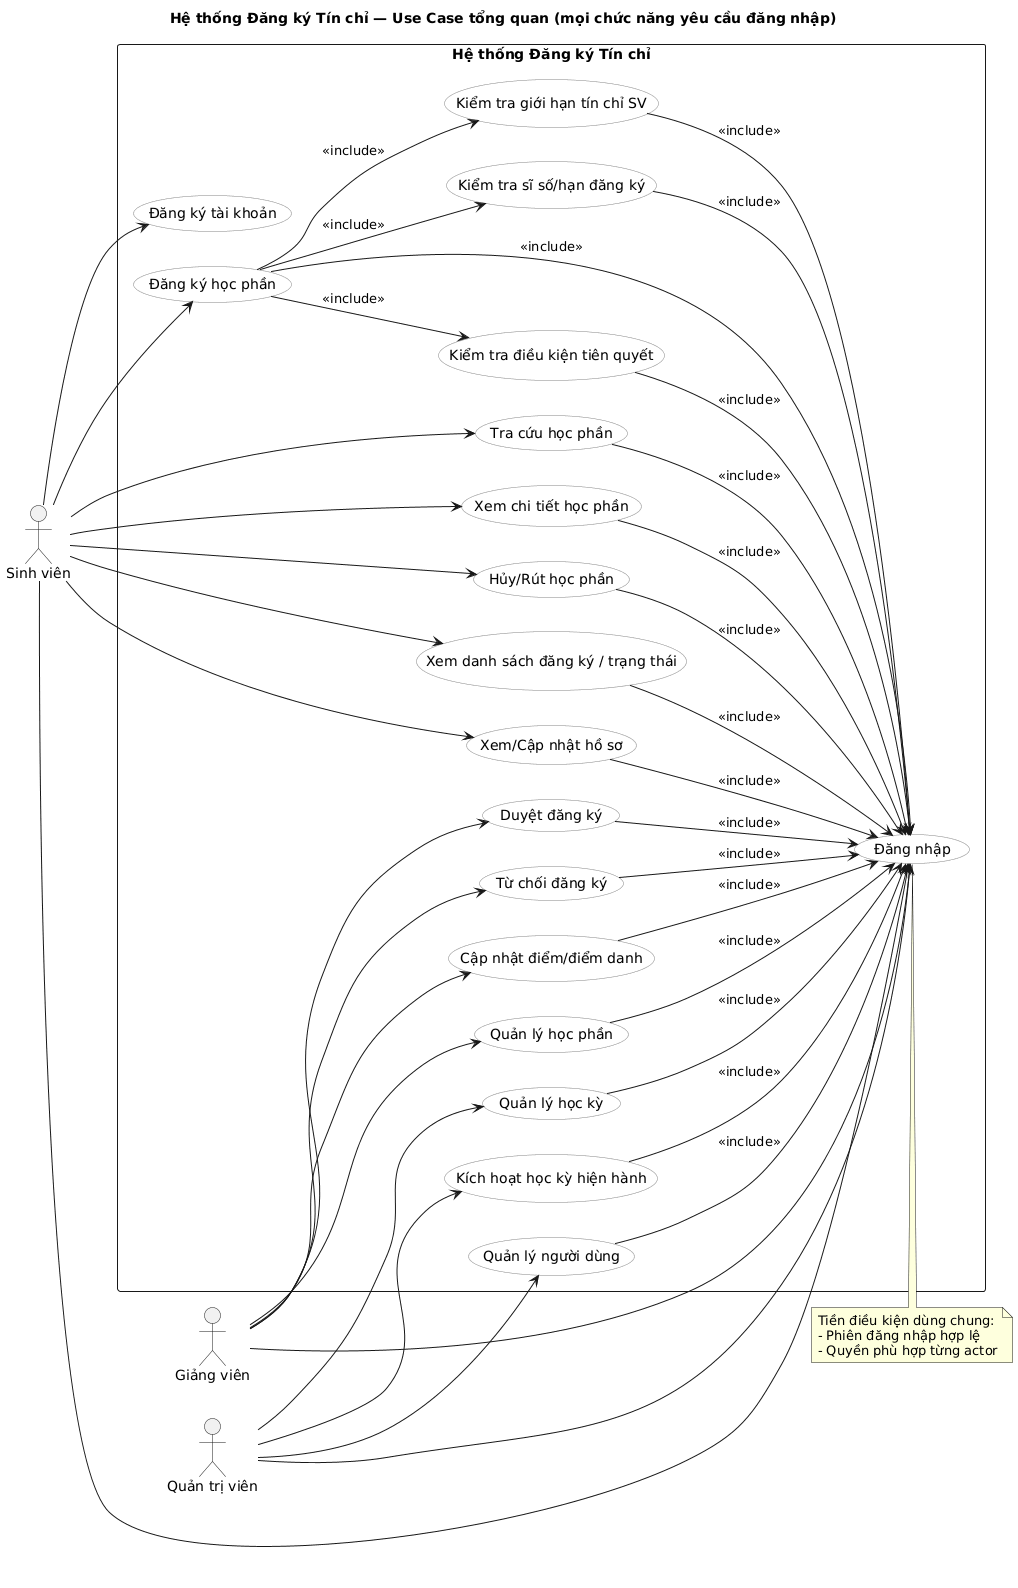 Hệ thống Đăng ký Tín chỉ — Use Case tổng quan (mọi chức năng yêu cầu đăng nhập)
Hệ thống Đăng ký Tín chỉ
Kiểm tra giới hạn tín chỉ SV
«include»
«include»
Kiểm tra sĩ số/hạn đăng ký
«include»
Đăng ký tài khoản
«include»
«include»
Đăng ký học phần
«include»
Kiểm tra điều kiện tiên quyết
«include»
Tra cứu học phần
«include»
Xem chi tiết học phần
«include»
Sinh viên
Hủy/Rút học phần
«include»
Xem danh sách đăng ký / trạng thái
«include»
Xem/Cập nhật hồ sơ
«include»
Duyệt đăng ký
«include»
Đăng nhập
«include»
Từ chối đăng ký
«include»
Cập nhật điểm/điểm danh
«include»
Quản lý học phần
«include»
Quản lý học kỳ
«include»
Kích hoạt học kỳ hiện hành
«include»
Quản lý người dùng
Tiền điều kiện dùng chung:
- Phiên đăng nhập hợp lệ
- Quyền phù hợp từng actor
Giảng viên
Quản trị viên